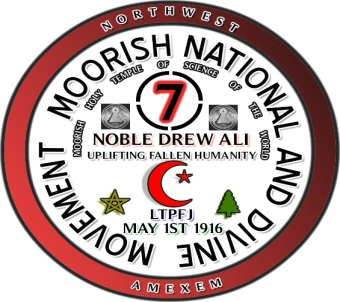 NORTHWEST
MOORISH NATIONAL AND DIVINE MOVEMENT
MOORISH HOLY TEMPLE OF SCIENCE OF THE WORLD
7
NOBLE DREW ALI
UPLIFTING FALLEN HUMANITY
LTPFJ
MAY 1ST 1916
AMEXEM